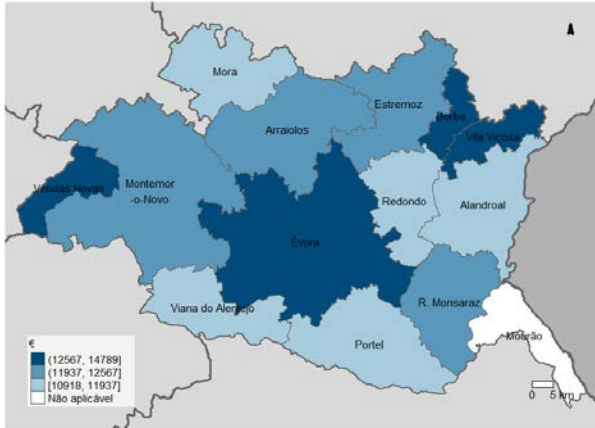 Mora
Estremoz
Borba
Vila Viçosa
Arraiolos
Vendas Novas
Montemor
-o-Novo
Redondo
Alandroal
Évora
R. Monsaraz
Viana do Alentejo
Portel
Mourão
€
(12567, 14789]
(11937, 12567]
[10918, 11937]
Não aplicável
0 5 km